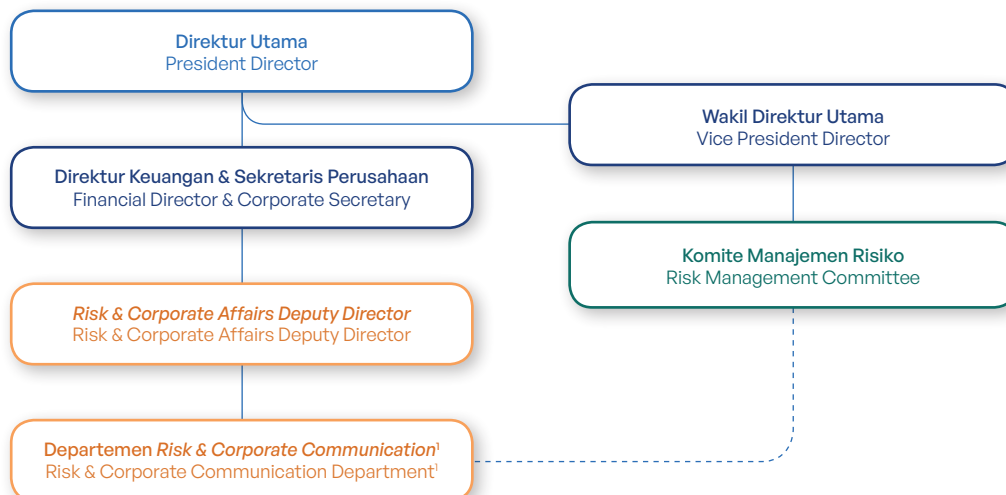 Direktur Utama
President Director
Wakil Direktur Utama
Vice President Director
Direktur Keuangan & Sekretaris Perusahaan
Financial Director & Corporate Secretary
Komite Manajemen Risiko
Risk Management Committee
Risk & Corporate Affairs Deputy Director
Risk & Corporate Affairs Deputy Director
Departemen Risk & Corporate Communication¹
Risk & Corporate Communication Department¹